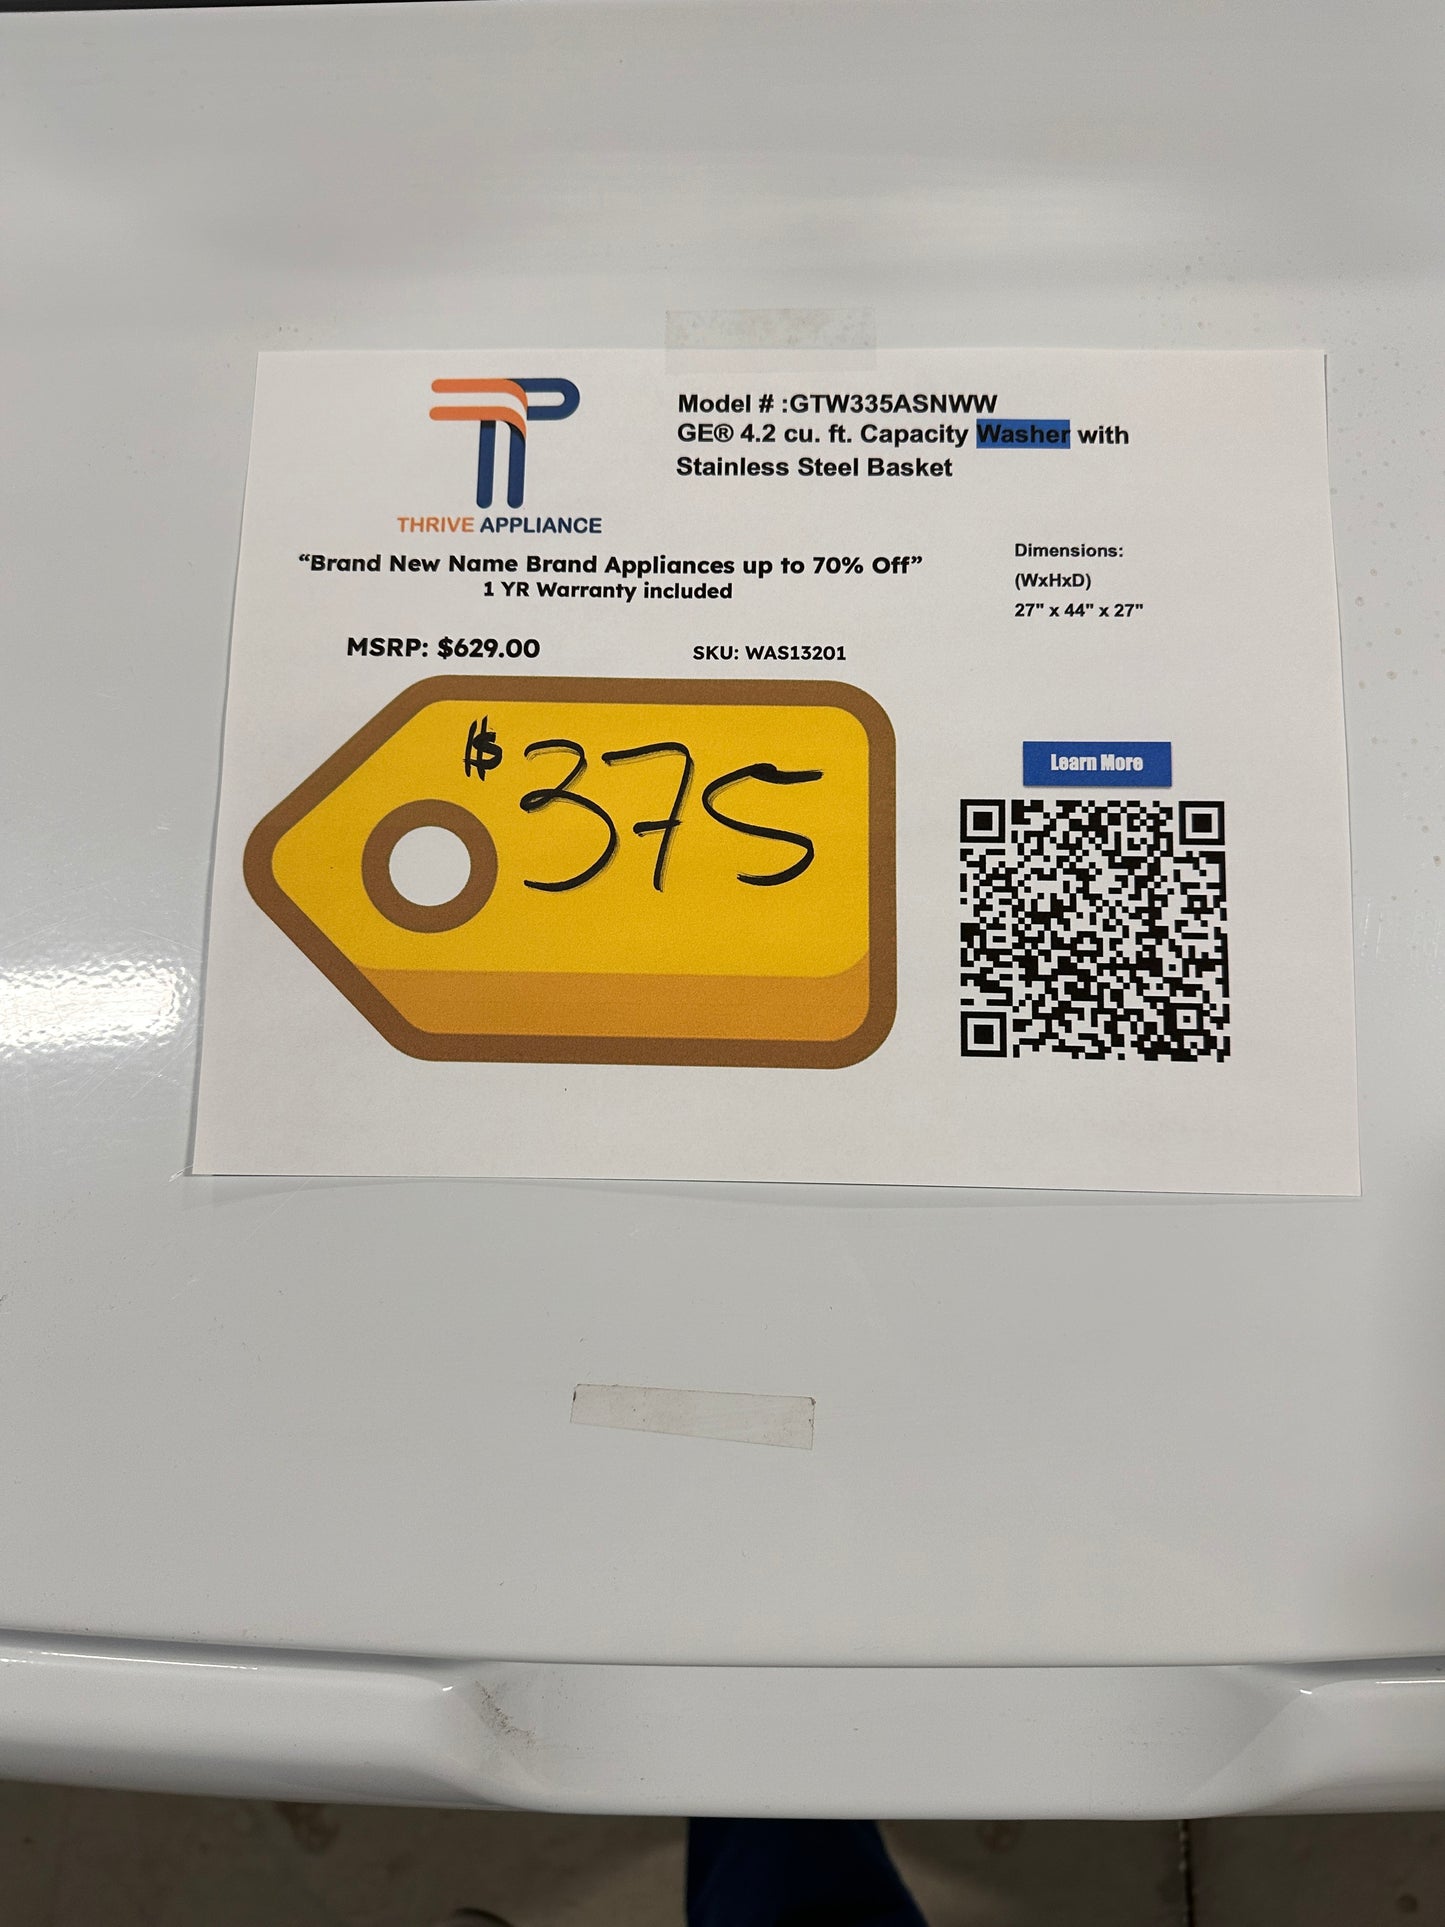 THRIVE APPLIANCE
Model # :GTW335ASNWW
GE® 4.2 cu. ft. Capacity Washer with
Stainless Steel Basket
“Brand New Name Brand Appliances up to 70% Off”
1 YR Warranty included
Dimensions:
(WxHxD)
27" x 44" x 27"
MSRP: $629.00
SKU: WAS13201
$375
Learn More